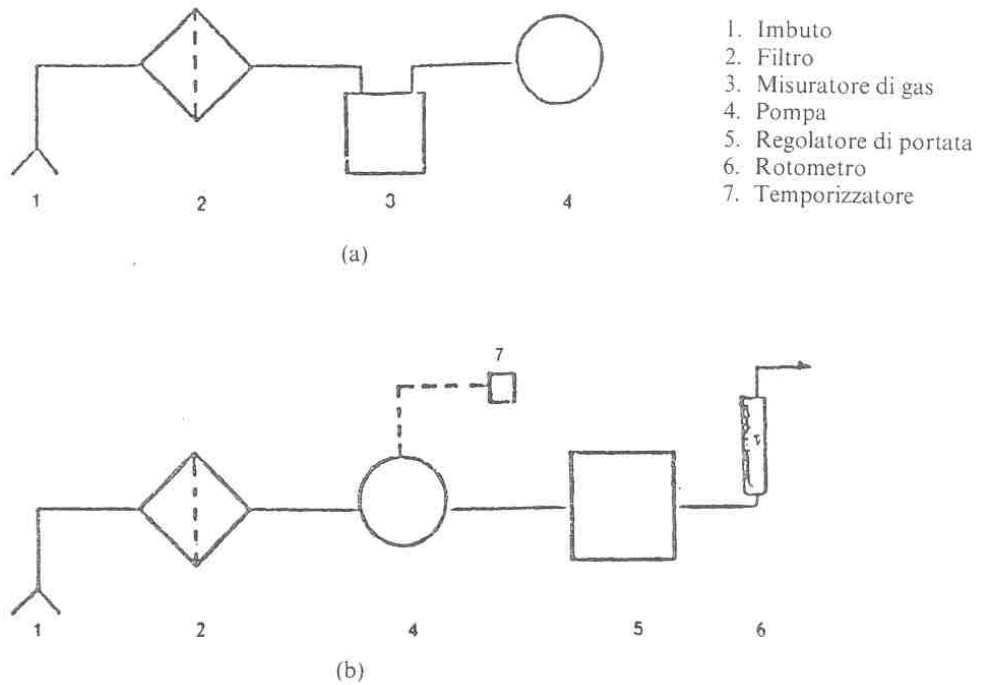 1. Imbuto
2. Filtro
3. Misuratore di gas
4. Pompa
5. Regolatore di portata
6. Rotometro
7. Temporizzatore
1 2 3 4
(a)
7
1 2 4 5 6
(b)